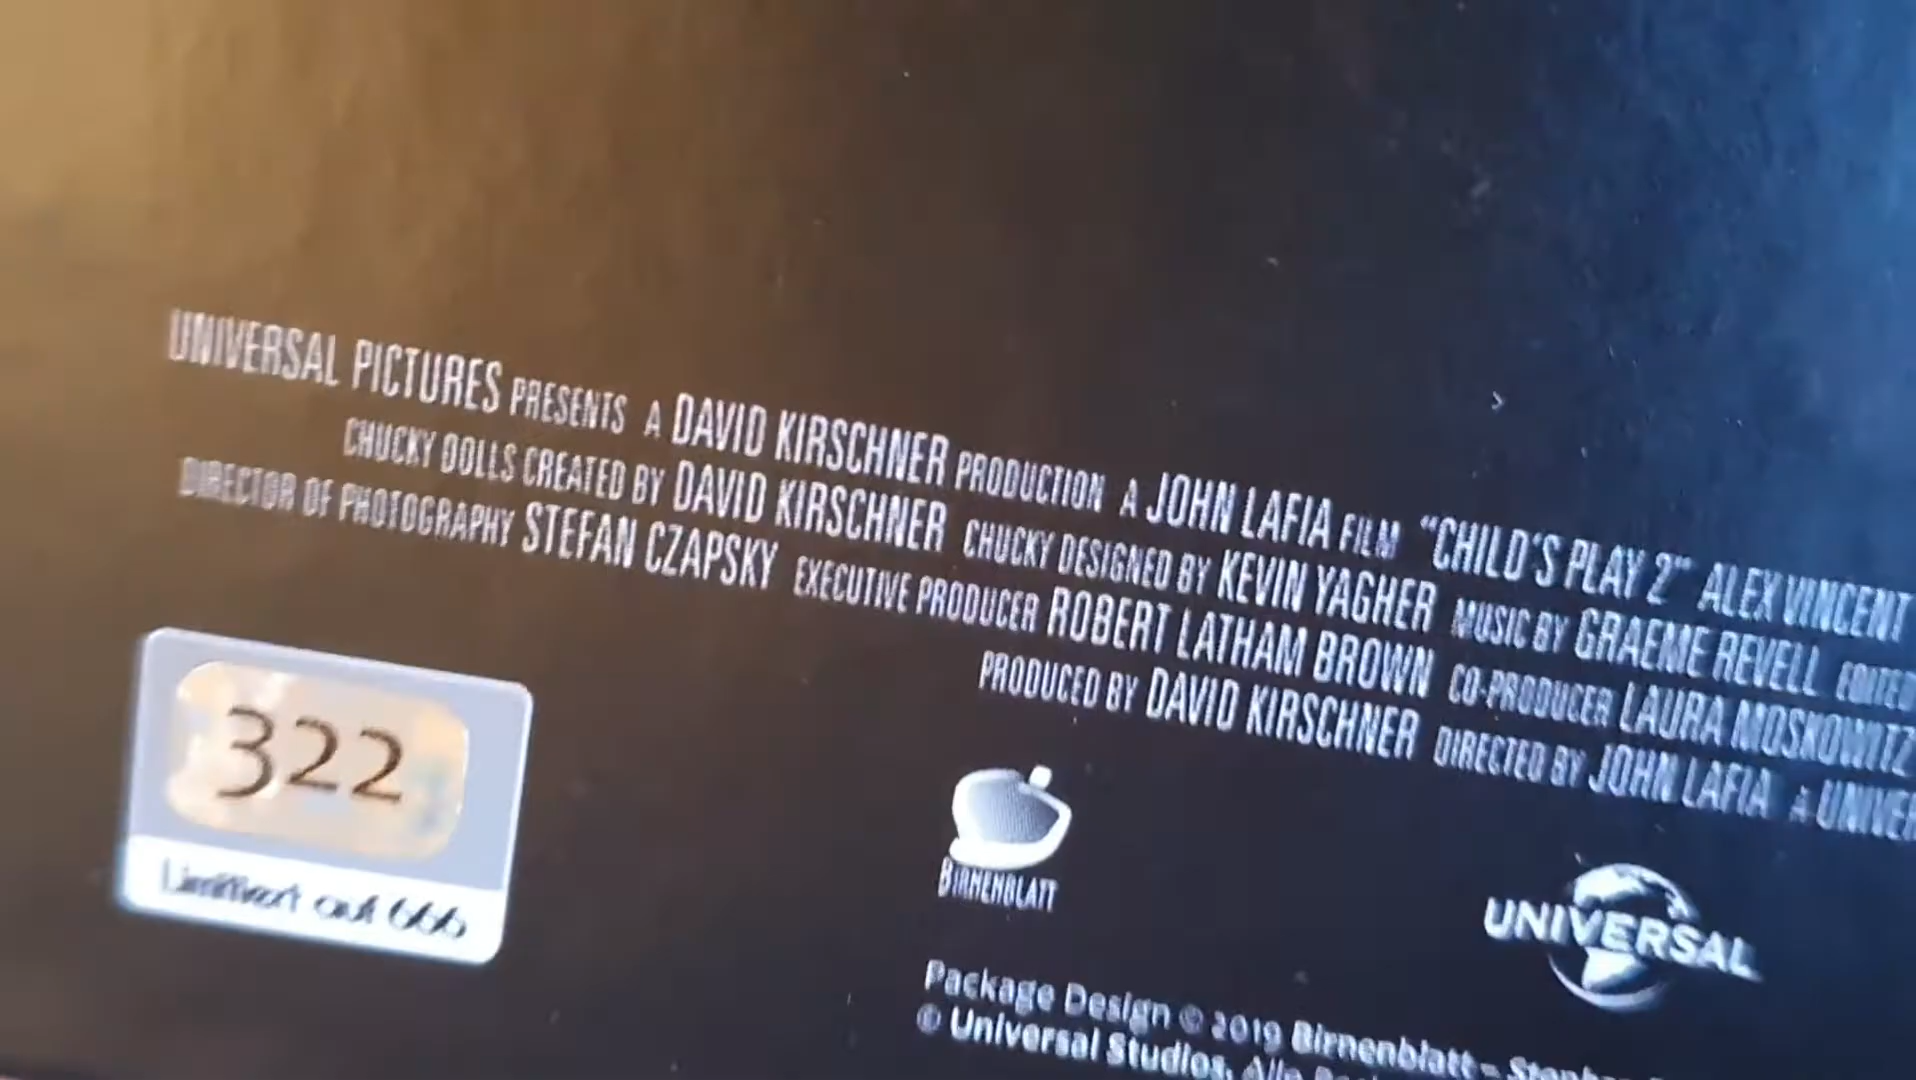 UNIVERSAL PICTURES PRESENTS A DAVID KIRSCHNER PRODUCTION A JOHN LAFIA FILM "CHILD'S PLAY 2" ALEX VINCENT
CHUCKY DOLLS CREATED BY DAVID KIRSCHNER CHUCKY DESIGNED BY KEVIN YAGHER MUSIC BY GRAEME REVELL
DIRECTOR OF PHOTOGRAPHY STEFAN CZAPSKY EXECUTIVE PRODUCER ROBERT LATHAM BROWN CO-PRODUCER LAURA MOSKOWITZ
PRODUCED BY DAVID KIRSCHNER DIRECTED BY JOHN LAFIA A
322
Limitiert auf 666
BIRNENBLATT
UNIVERSAL
Package Design © 2019 Birnenblatt -
© Universal Studios.